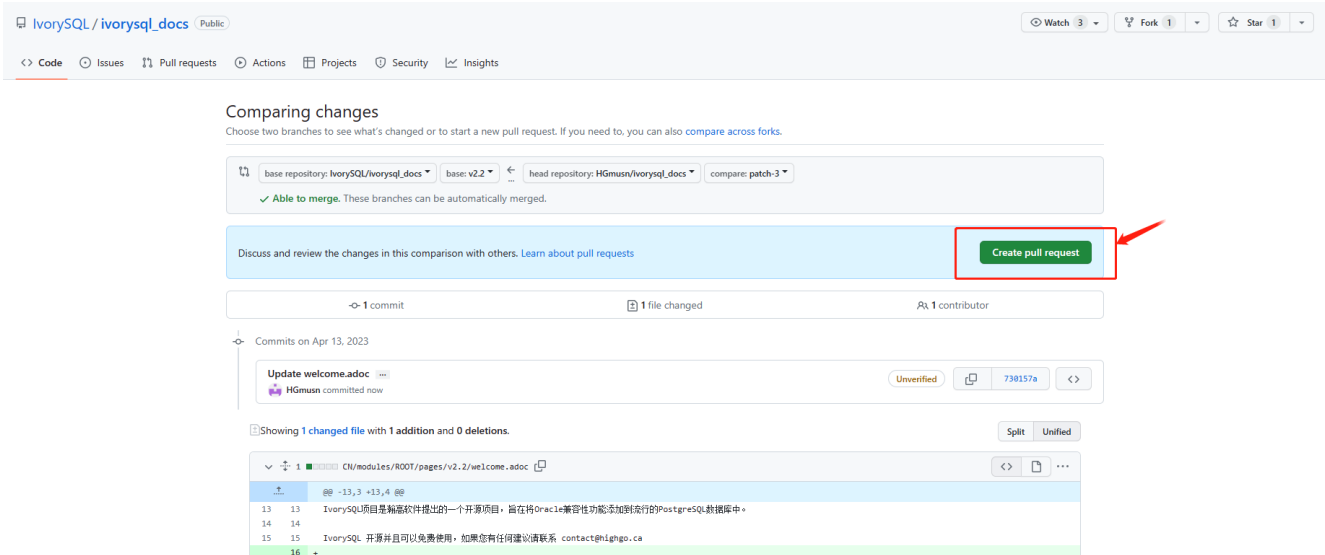 IvorySQL / ivorysql_docs Public
Watch 3 Fork 1 Star 1
<> Code Issues Pull requests Actions Projects Security Insights
Comparing changes
Choose two branches to see what's changed or to start a new pull request. If you need to, you can also compare across forks.
base repository: IvorySQL/ivorysql_docs base: v2.2 ← ... head repository: HGmusn/ivorysql_docs compare: patch-3
✓ Able to merge. These branches can be automatically merged.
Discuss and review the changes in this comparison with others. Learn about pull requests Create pull request
1 commit 1 file changed 1 contributor
Commits on Apr 13, 2023
Update welcome.adoc ...
HGmusn committed now
Unverified 730157a <>
Showing 1 changed file with 1 addition and 0 deletions. Split Unified
1 CN/modules/ROOT/pages/v2.2/welcome.adoc <> ...
@@ -13,3 +13,4 @@
13 13 IvorySQL项目是瀚高软件提出的一个开源项目，旨在将Oracle兼容性功能添加到流行的PostgreSQL数据库中。
14 14
15 15 IvorySQL 开源并且可以免费使用，如果您有任何建议请联系 contact@highgo.ca
16 +